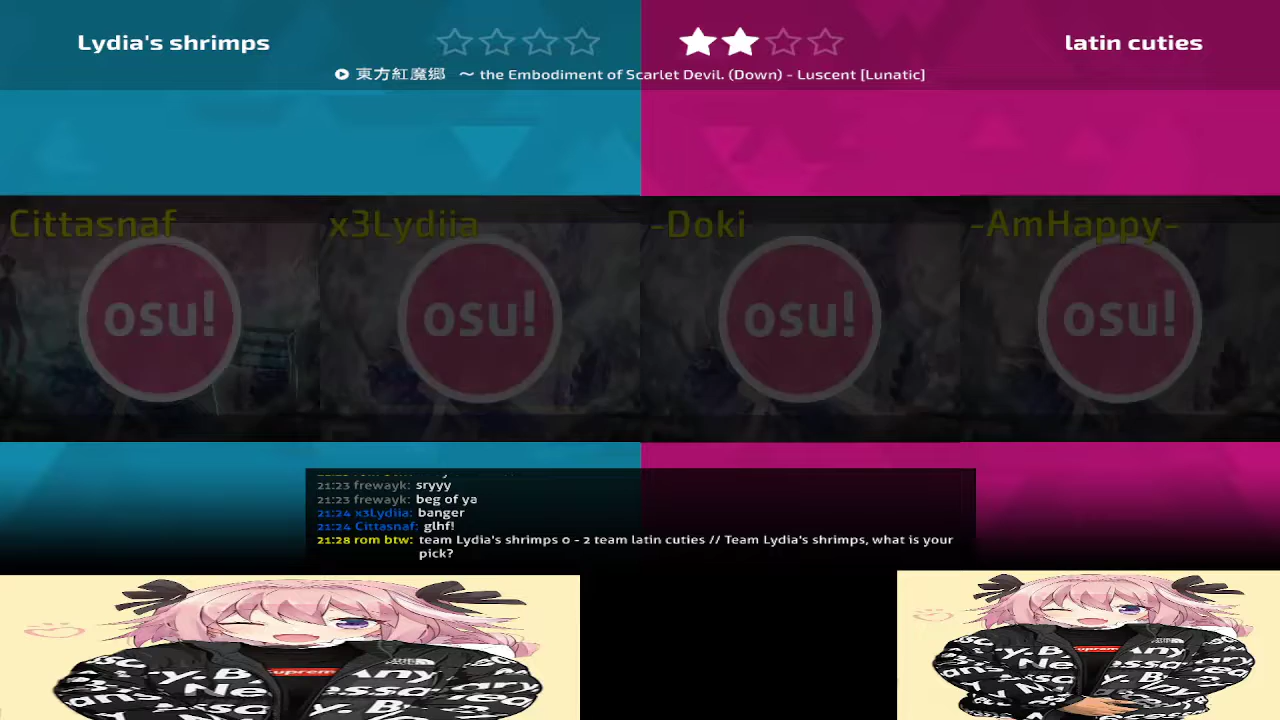 Lydia's shrimps
latin cuties
東方紅魔郷　～ the Embodiment of Scarlet Devil. (Down) - Luscent [Lunatic]
Cittasnaf
x3Lydiia
-Doki
-AmHappy-
osu!
osu!
osu!
osu!
21:23 frewayk: sryyy
21:23 frewayk: beg of ya
21:24 x3Lydiia: banger
21:24 Cittasnaf: glhf!
21:28 rom btw: team Lydia's shrimps 0 - 2 team latin cuties // Team Lydia's shrimps, what is your
pick?